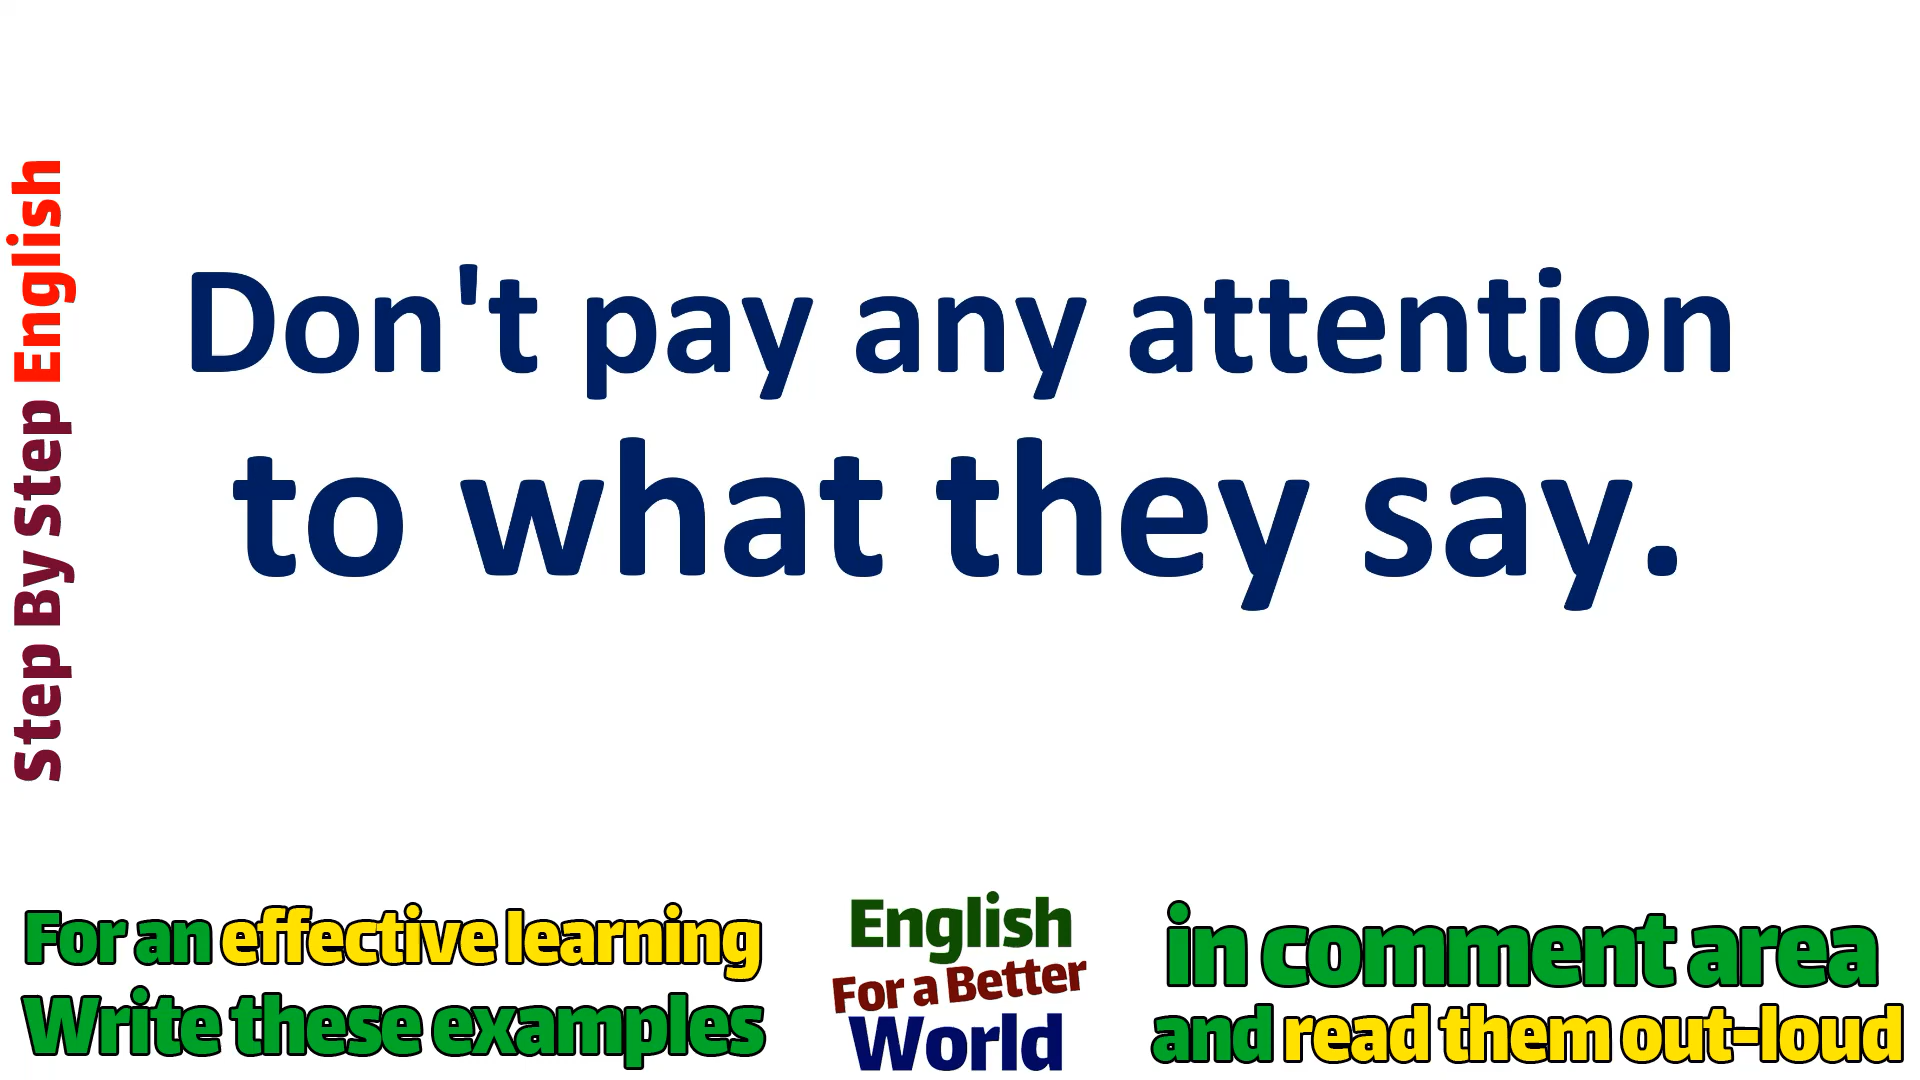 Step By Step English
Don't pay any attention
to what they say.
For an effective learning
Write these examples
English
For a Better
World
in comment area
and read them out-loud